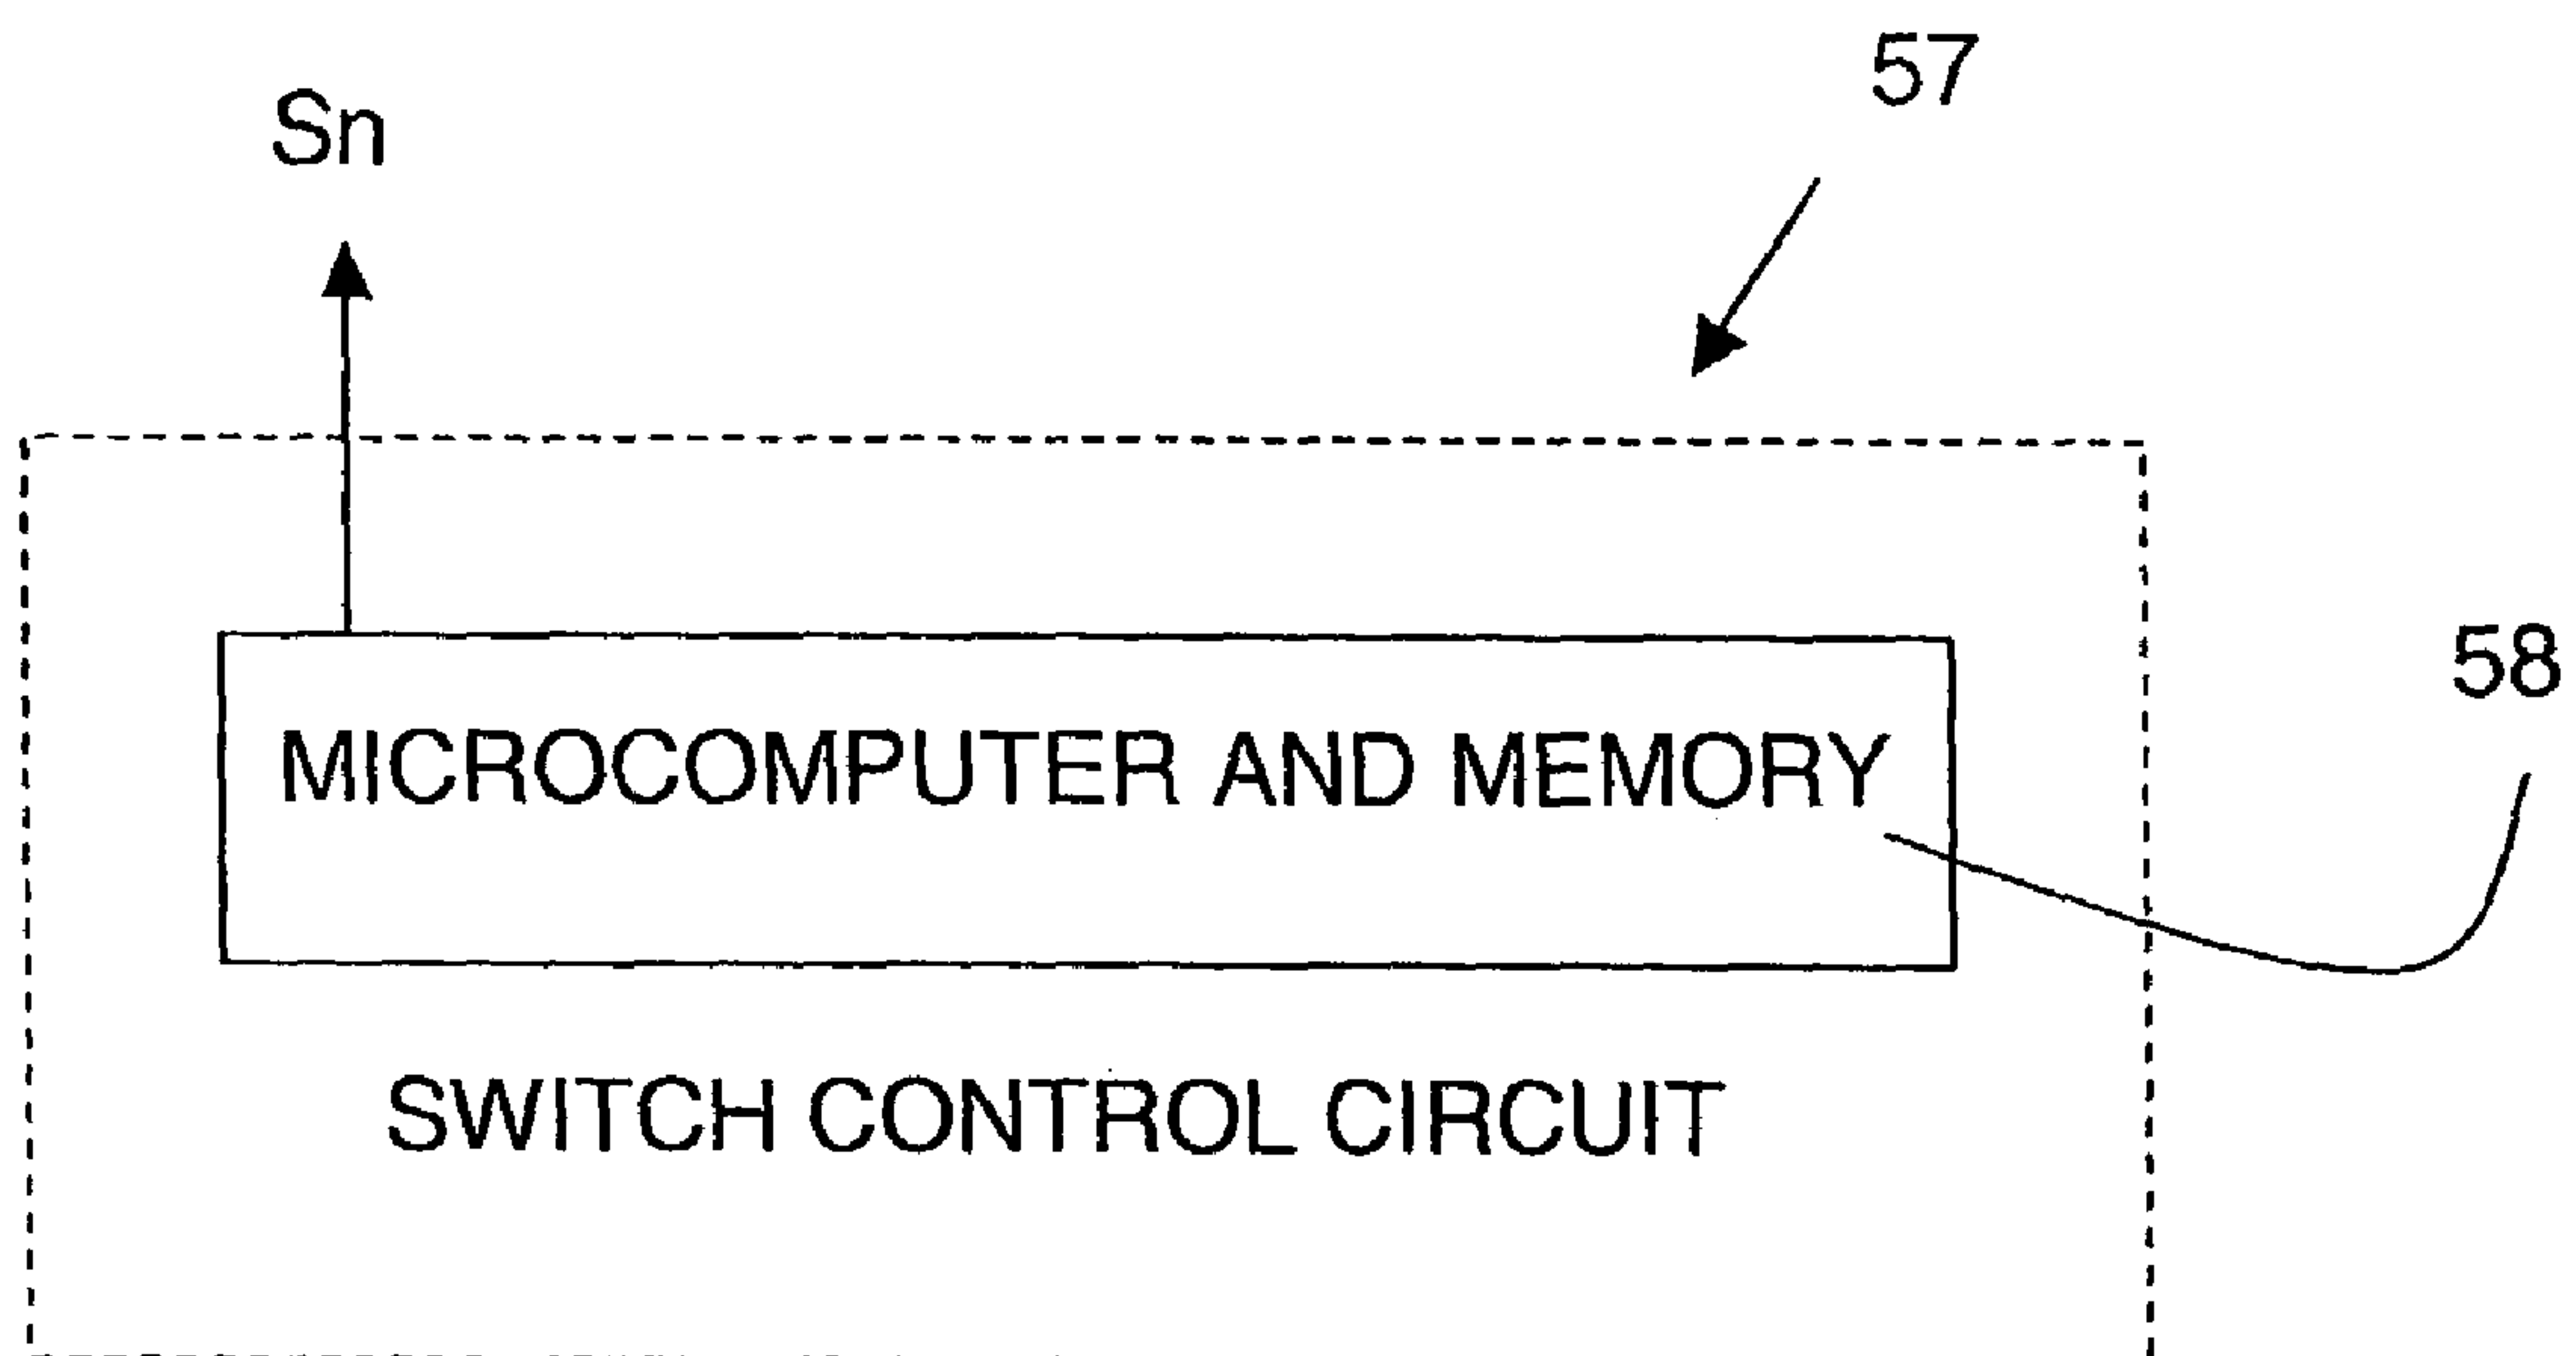 57
Sn
58
MICROCOMPUTER AND MEMORY
SWITCH CONTROL CIRCUIT